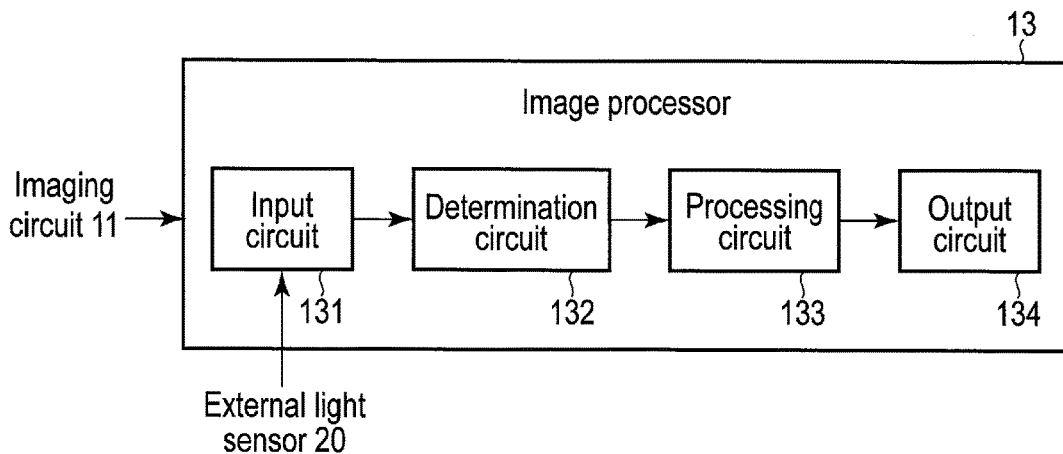 13
Image processor
Imaging
circuit 11
Input
circuit
Determination
circuit
Processing
circuit
Output
circuit
131
132
133
134
External light
sensor 20